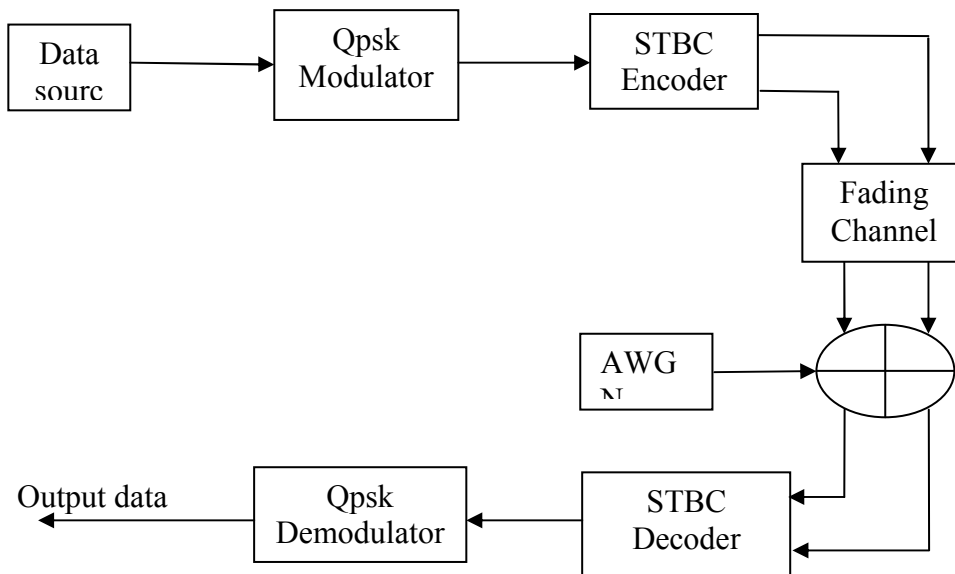 Data
sourc
Qpsk
Modulator
STBC
Encoder
Fading
Channel
AWG
N
STBC
Decoder
Qpsk
Demodulator
Output data